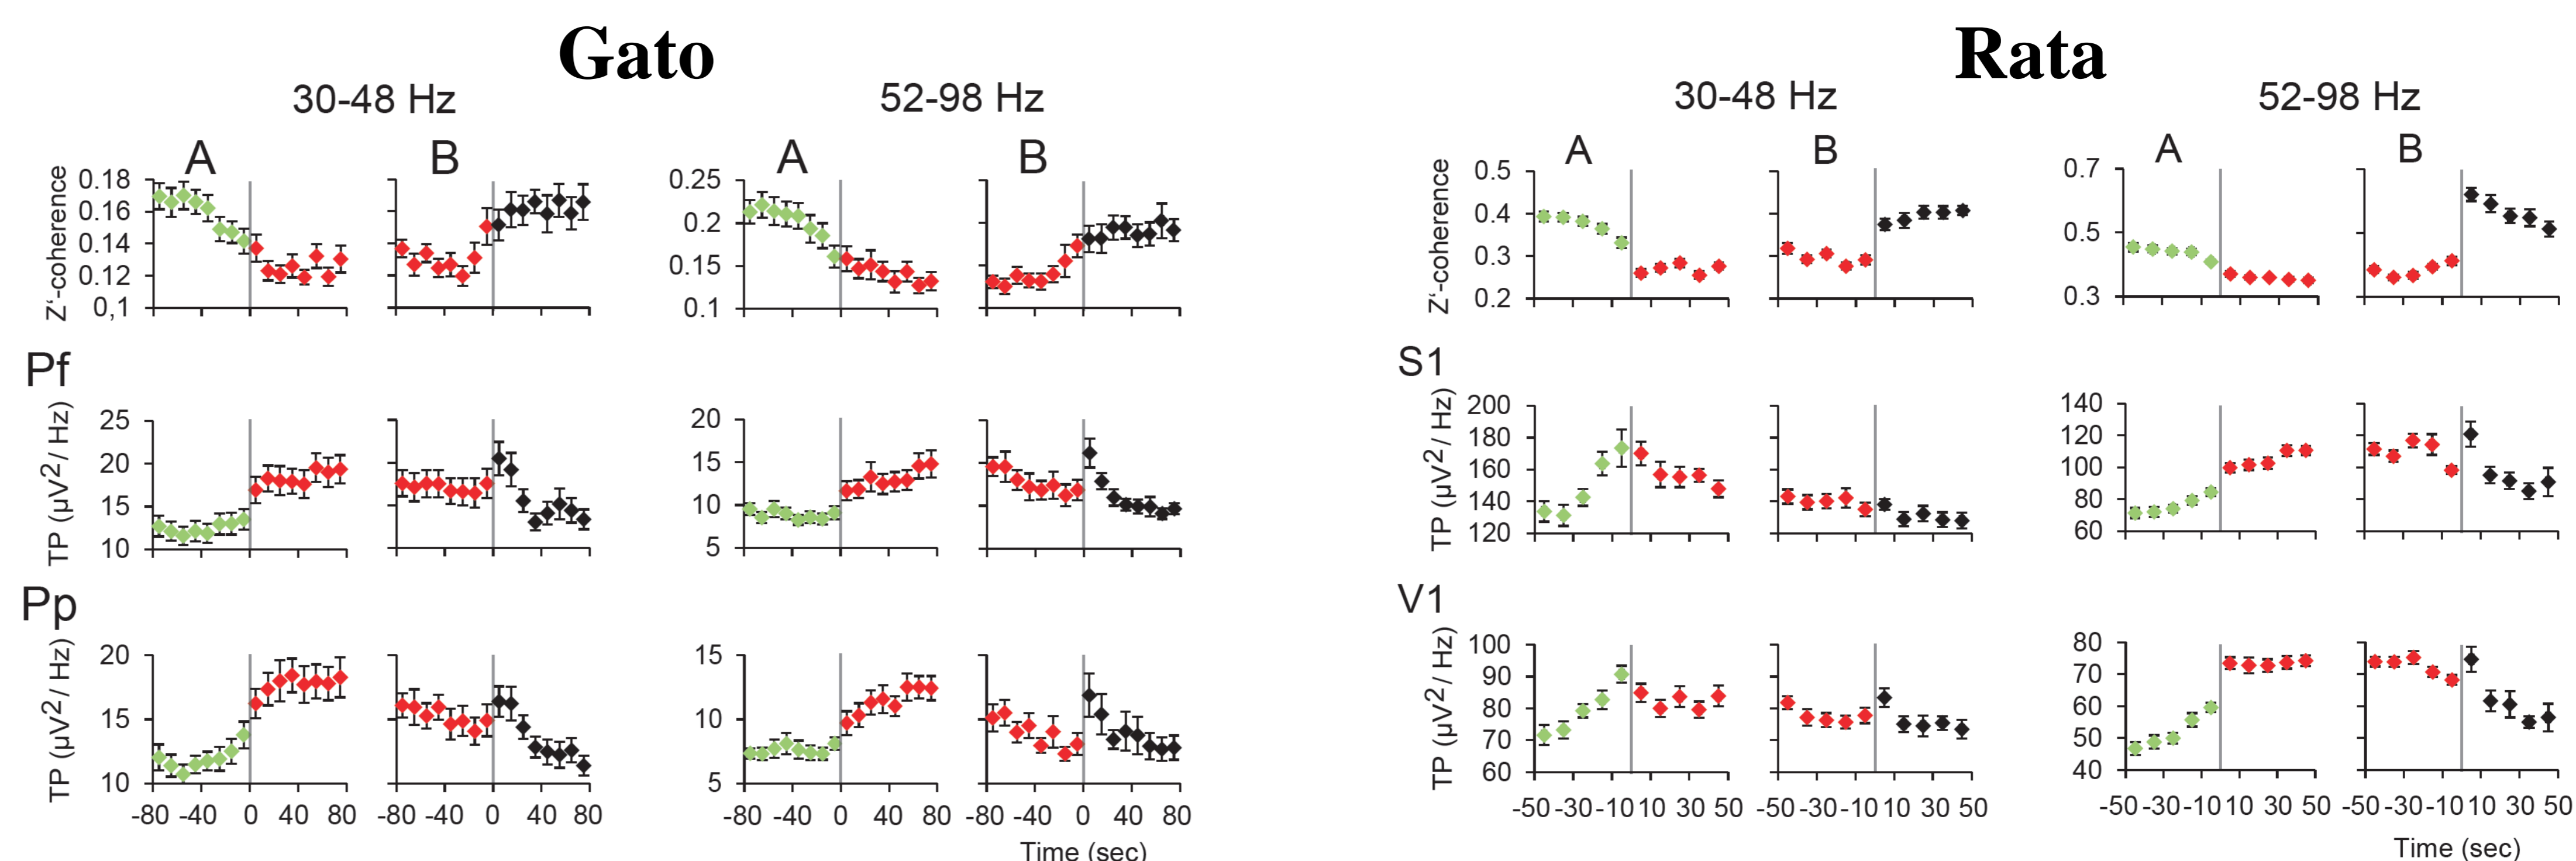 Gato
Rata
30-48 Hz
52-98 Hz
30-48 Hz
52-98 Hz
A
B
A
B
A
B
A
B
Z'-coherence
0.18
0.16
0.14
0.12
0,1
0.25
0.2
0.15
0.1
Z'-coherence
0.5
0.4
0.3
0.2
0.7
0.5
0.3
Pf
TP (µV2 / Hz)
25
20
15
10
20
15
10
5
S1
TP (µV2 / Hz)
200
180
160
140
120
140
120
100
80
60
Pp
TP (µV2 / Hz)
20
15
10
15
10
5
V1
TP (µV2 / Hz)
100
90
80
70
60
80
70
60
50
40
-80 -40 0 40 80
-80 -40 0 40 80
-80 -40 0 40 80
-80 -40 0 40 80
-50 -30 -10 10 30 50
-50 -30 -10 10 30 50
-50 -30 -10 10 30 50
-50 -30 -10 10 30 50
Time (sec)
Time (sec)